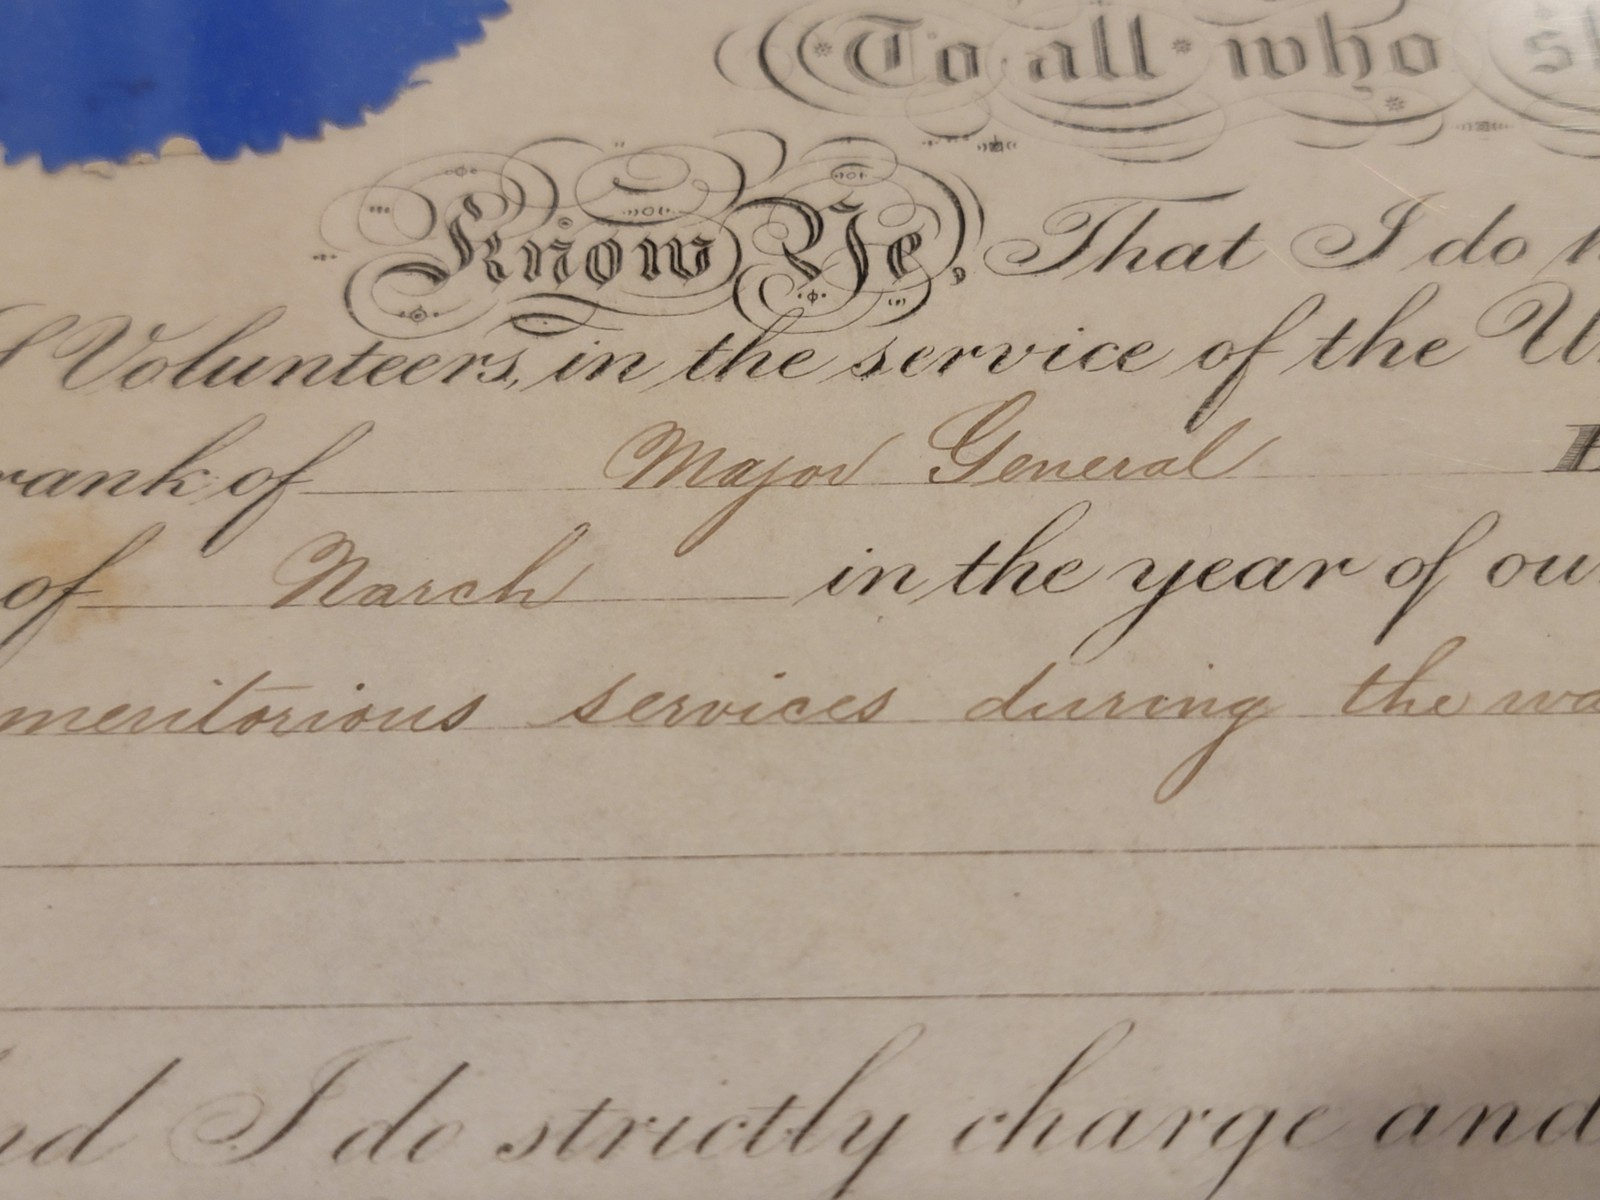 To all who
Know Ye, That I do
Volunteers, in the service of the
rank of Major General
of March in the year of
meritorious services during the
I do strictly charge and